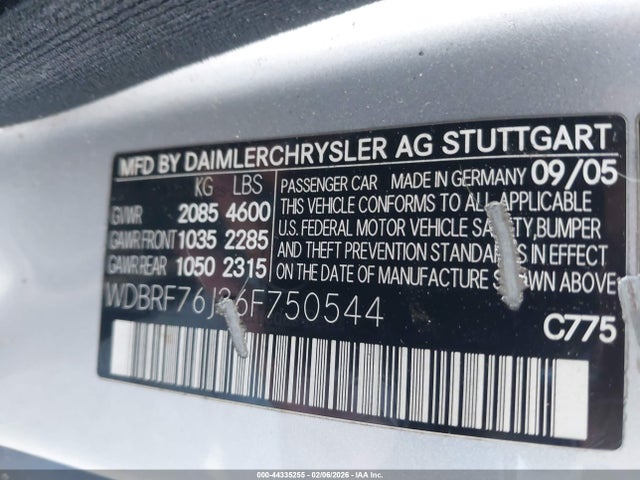 MFD BY DAIMLERCHRYSLER AG STUTTGART
KG LBS PASSENGER CAR MADE IN GERMANY 09/05
GVWR 2085 4600 THIS VEHICLE CONFORMS TO ALL APPLICABLE
GAWR FRONT 1035 2285 U.S. FEDERAL MOTOR VEHICLE SAFETY, BUMPER
GAWR REAR 1050 2315 AND THEFT PREVENTION STANDARDS IN EFFECT
ON THE DATE OF MANUFACTURE SHOWN ABOVE.
WDBRF76J36F750544
C775
000-44335255 - 02/06/2026 - IAA Inc.